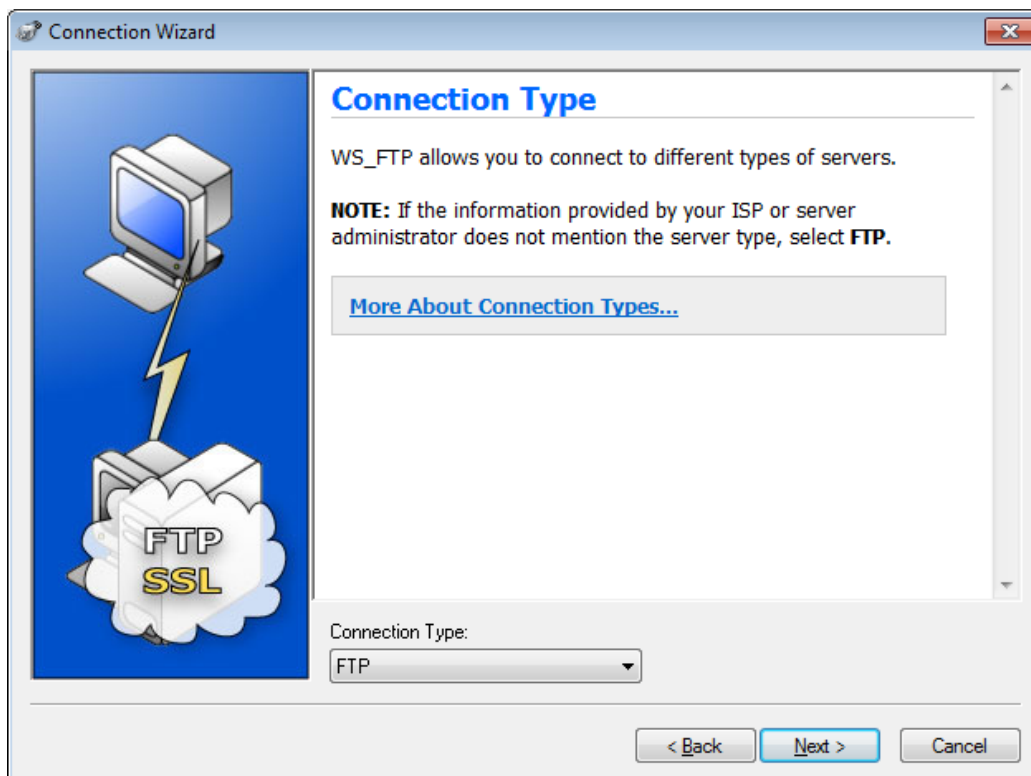 Connection Wizard
Connection Type
WS_FTP allows you to connect to different types of servers.
NOTE: If the information provided by your ISP or server
administrator does not mention the server type, select FTP.
More About Connection Types...
FTP
SSL
Connection Type:
FTP
< Back
Next >
Cancel